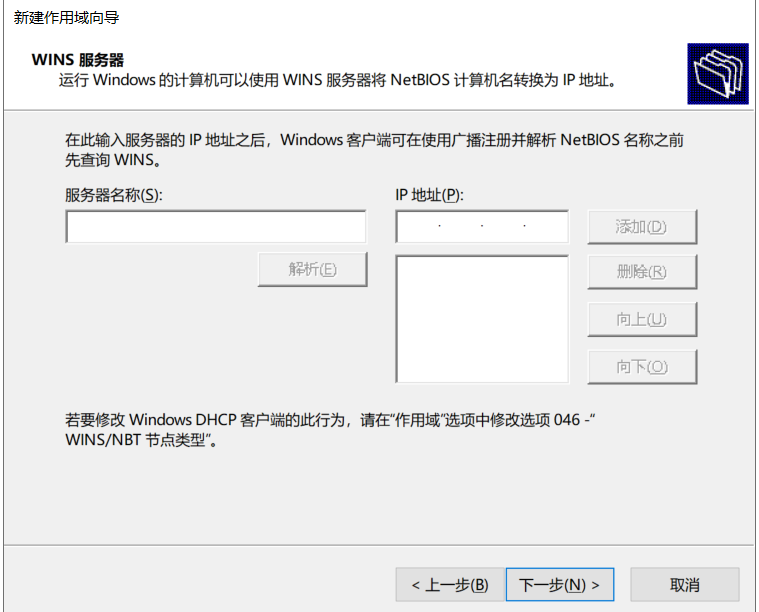 新建作用域向导
WINS 服务器
运行 Windows 的计算机可以使用 WINS 服务器将 NetBIOS 计算机名转换为 IP 地址。
在此输入服务器的 IP 地址之后，Windows 客户端可在使用广播注册并解析 NetBIOS 名称之前
先查询 WINS。
服务器名称(S): IP 地址(P):
. . . 添加(D)
解析(E) 删除(R)
向上(U)
向下(O)
若要修改 Windows DHCP 客户端的此行为，请在“作用域”选项中修改选项 046 -“
WINS/NBT 节点类型”。
< 上一步(B) 下一步(N) > 取消